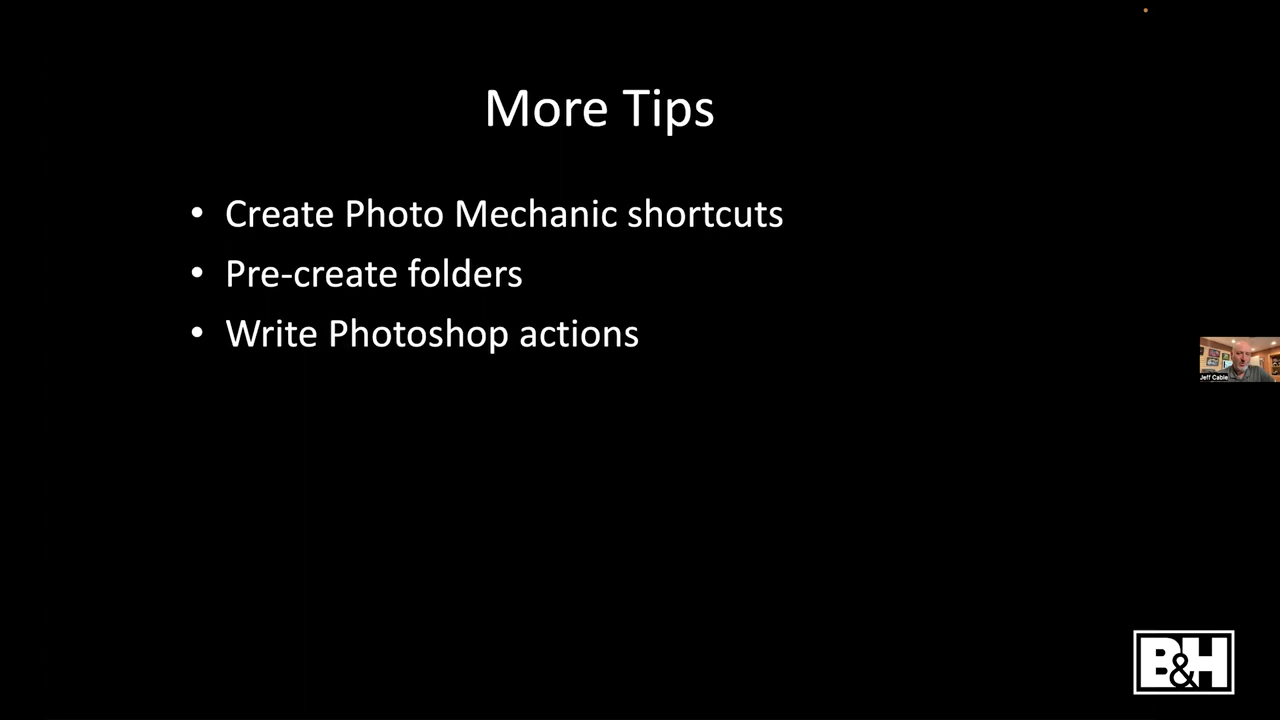 More Tips
• Create Photo Mechanic shortcuts
• Pre-create folders
• Write Photoshop actions
Jeff Cable
B&H